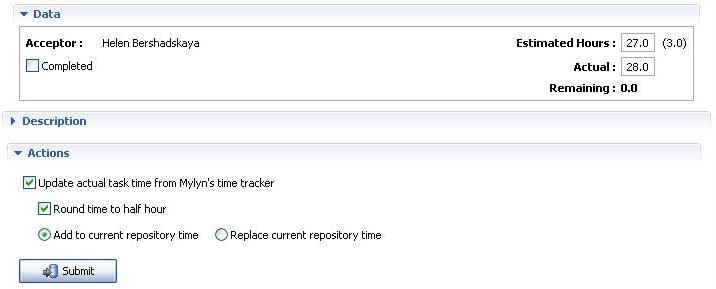 Data
Acceptor : Helen Bershadskaya Estimated Hours : 27.0 (3.0)
Completed Actual : 28.0
Remaining : 0.0
Description
Actions
Update actual task time from Mylyn's time tracker
Round time to half hour
Add to current repository time Replace current repository time
Submit